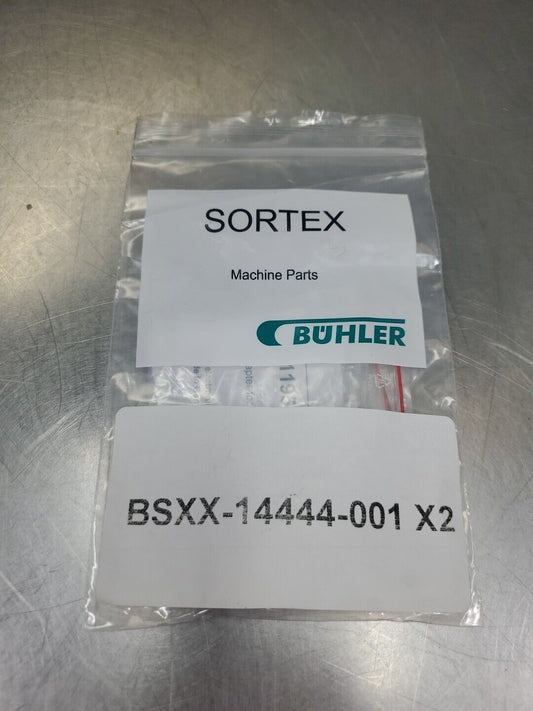 SORTEX
Machine Parts
BÜHLER
BSXX-14444-001 X2